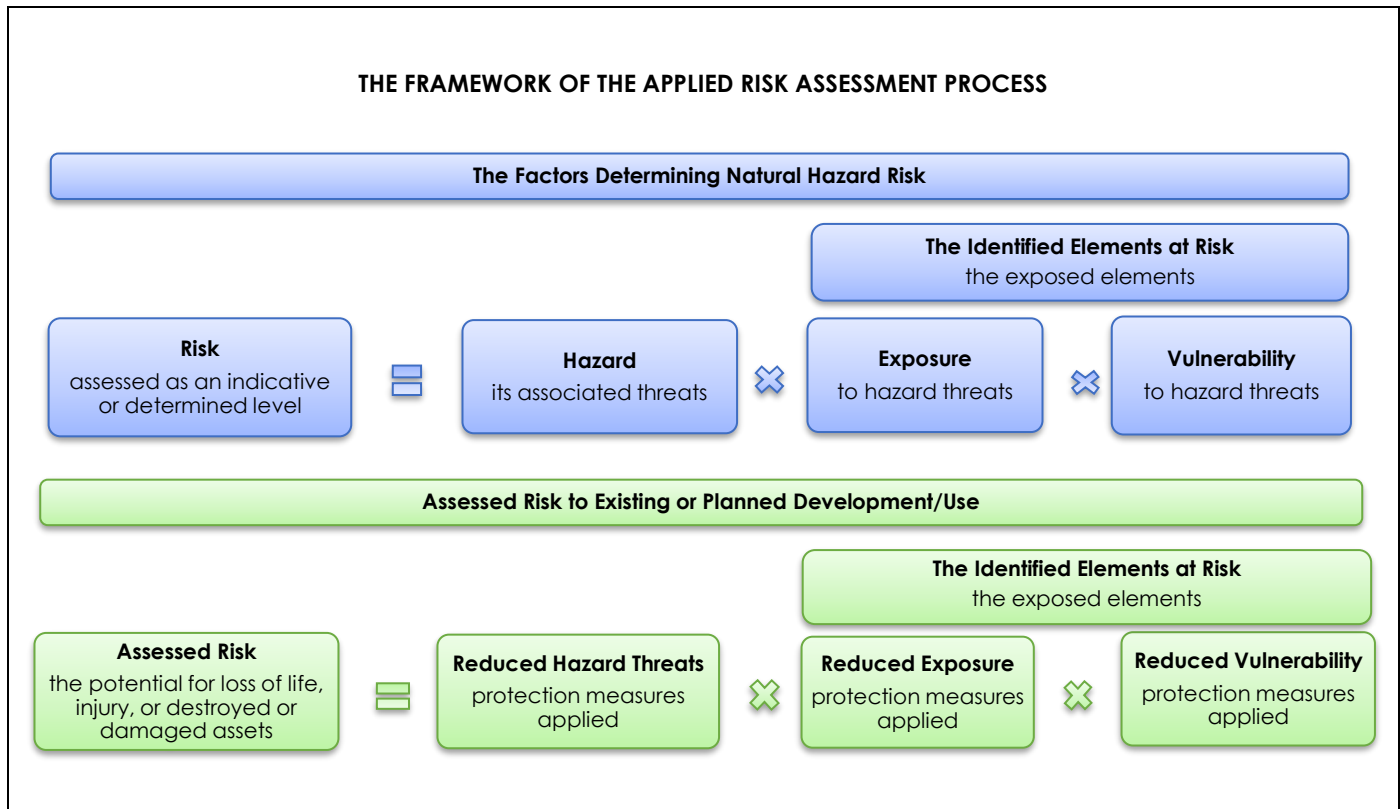 THE FRAMEWORK OF THE APPLIED RISK ASSESSMENT PROCESS
The Factors Determining Natural Hazard Risk
The Identified Elements at Risk
the exposed elements
Risk
assessed as an indicative
or determined level
Hazard
its associated threats
Exposure
to hazard threats
Vulnerability
to hazard threats
Assessed Risk to Existing or Planned Development/Use
The Identified Elements at Risk
the exposed elements
Assessed Risk
the potential for loss of life,
injury, or destroyed or
damaged assets
Reduced Hazard Threats
protection measures
applied
Reduced Exposure
protection measures
applied
Reduced Vulnerability
protection measures
applied